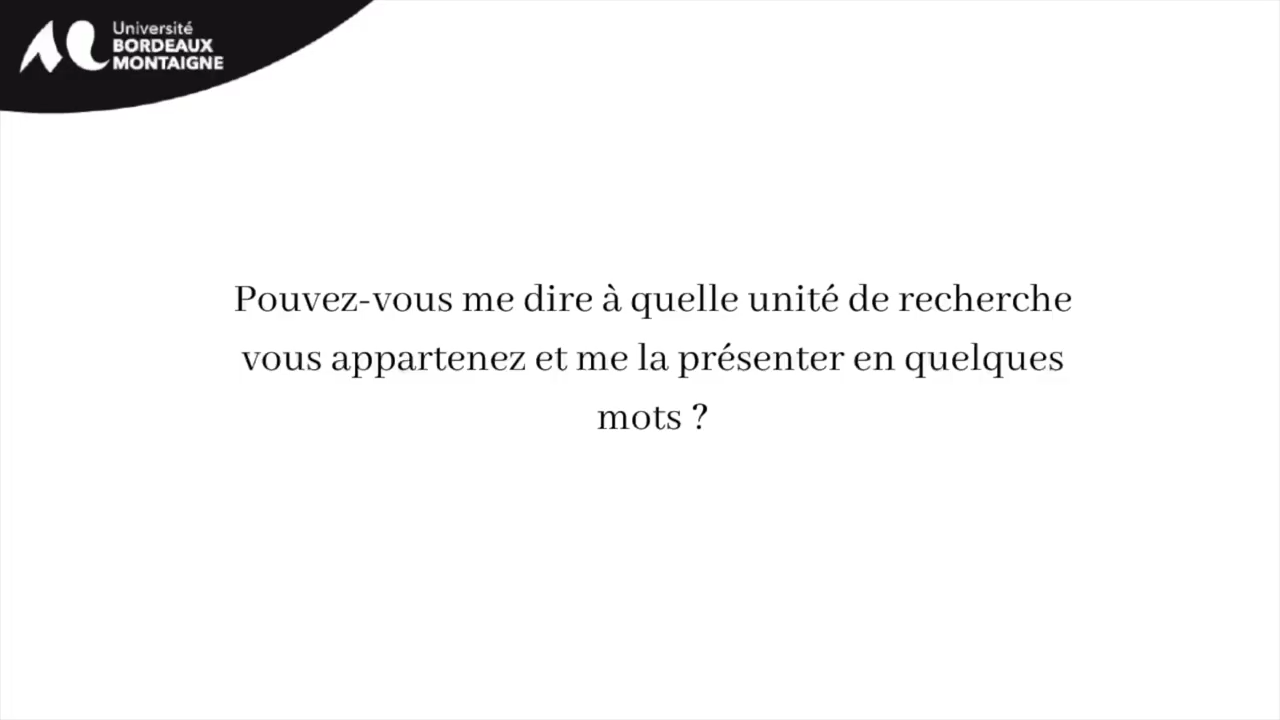 Université
BORDEAUX
MONTAIGNE
Pouvez-vous me dire à quelle unité de recherche
vous appartenez et me la présenter en quelques
mots ?